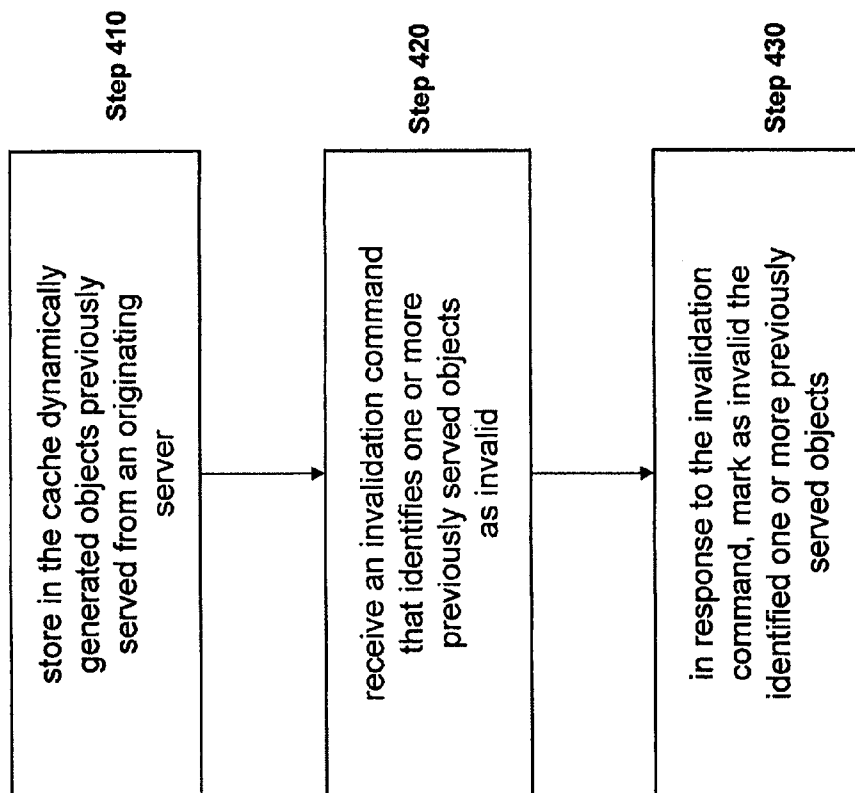 Step 410
store in the cache dynamically
generated objects previously
served from an originating
server
Step 420
receive an invalidation command
that identifies one or more
previously served objects
as invalid
Step 430
in response to the invalidation
command, mark as invalid the
identified one or more previously
served objects